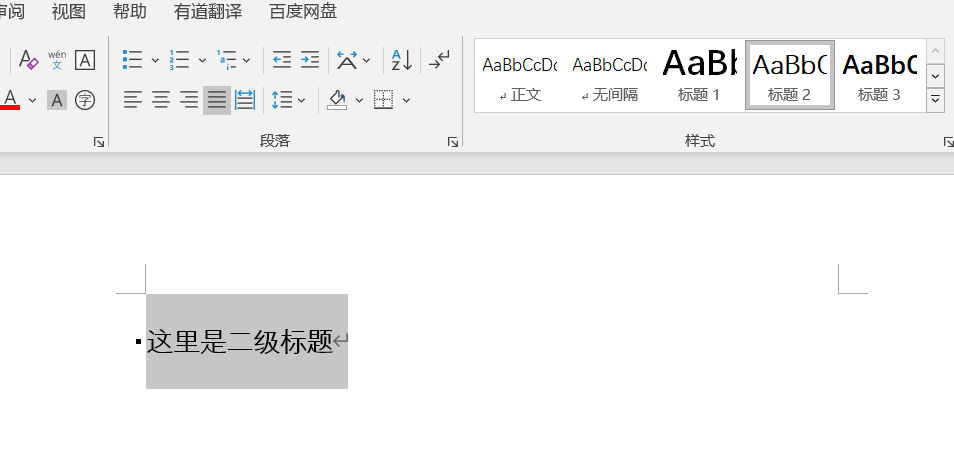 审阅 视图 帮助 有道翻译 百度网盘
wén
文 A
A A 字
段落
AaBbCcDc AaBbCcDc AaBb AaBbC AaBbC
正文 无间隔 标题 1 标题 2 标题 3
样式
这里是二级标题